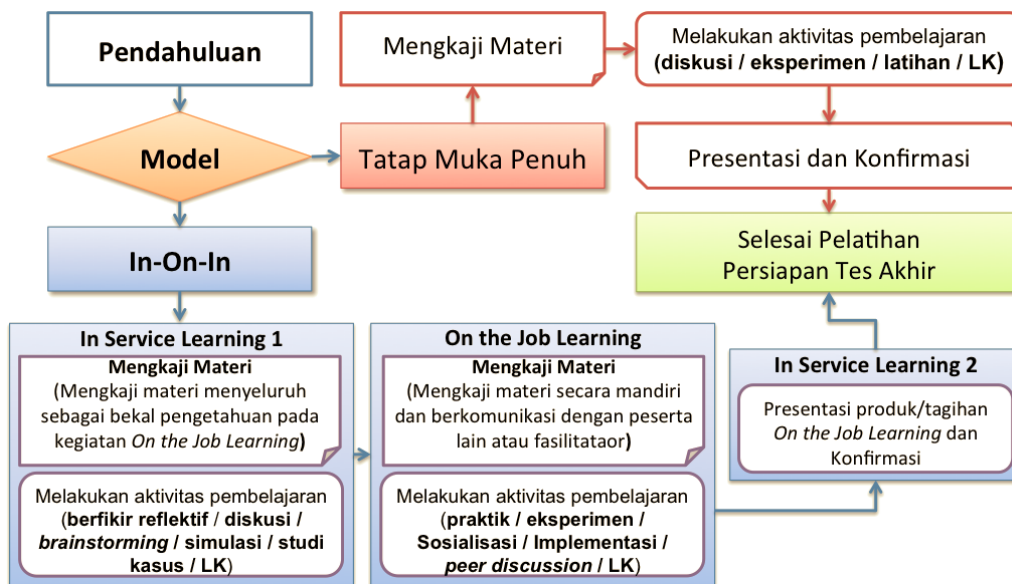 Pendahuluan
Model
Tatap Muka Penuh
Mengkaji Materi
Melakukan aktivitas pembelajaran
(diskusi / eksperimen / latihan / LK)
Presentasi dan Konfirmasi
Selesai Pelatihan
Persiapan Tes Akhir
In-On-In
In Service Learning 1
Mengkaji Materi
(Mengkaji materi menyeluruh
sebagai bekal pengetahuan pada
kegiatan On the Job Learning)
Melakukan aktivitas pembelajaran
(berfikir reflektif / diskusi /
brainstorming / simulasi / studi
kasus / LK)
On the Job Learning
Mengkaji Materi
(Mengkaji materi secara mandiri
dan berkomunikasi dengan peserta
lain atau fasilitataor)
Melakukan aktivitas pembelajaran
(praktik / eksperimen /
Sosialisasi / Implementasi /
peer discussion / LK)
In Service Learning 2
Presentasi produk/tagihan
On the Job Learning dan
Konfirmasi